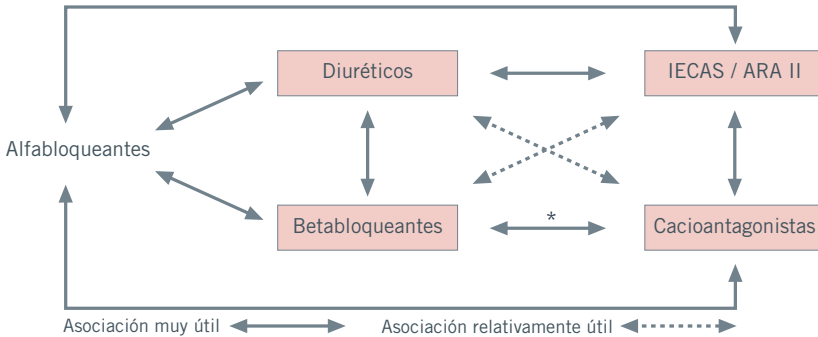 Diuréticos
IECAS / ARA II
Alfabloqueantes
Betabloqueantes
*
Cacioantagonistas
Asociación muy útil
Asociación relativamente útil